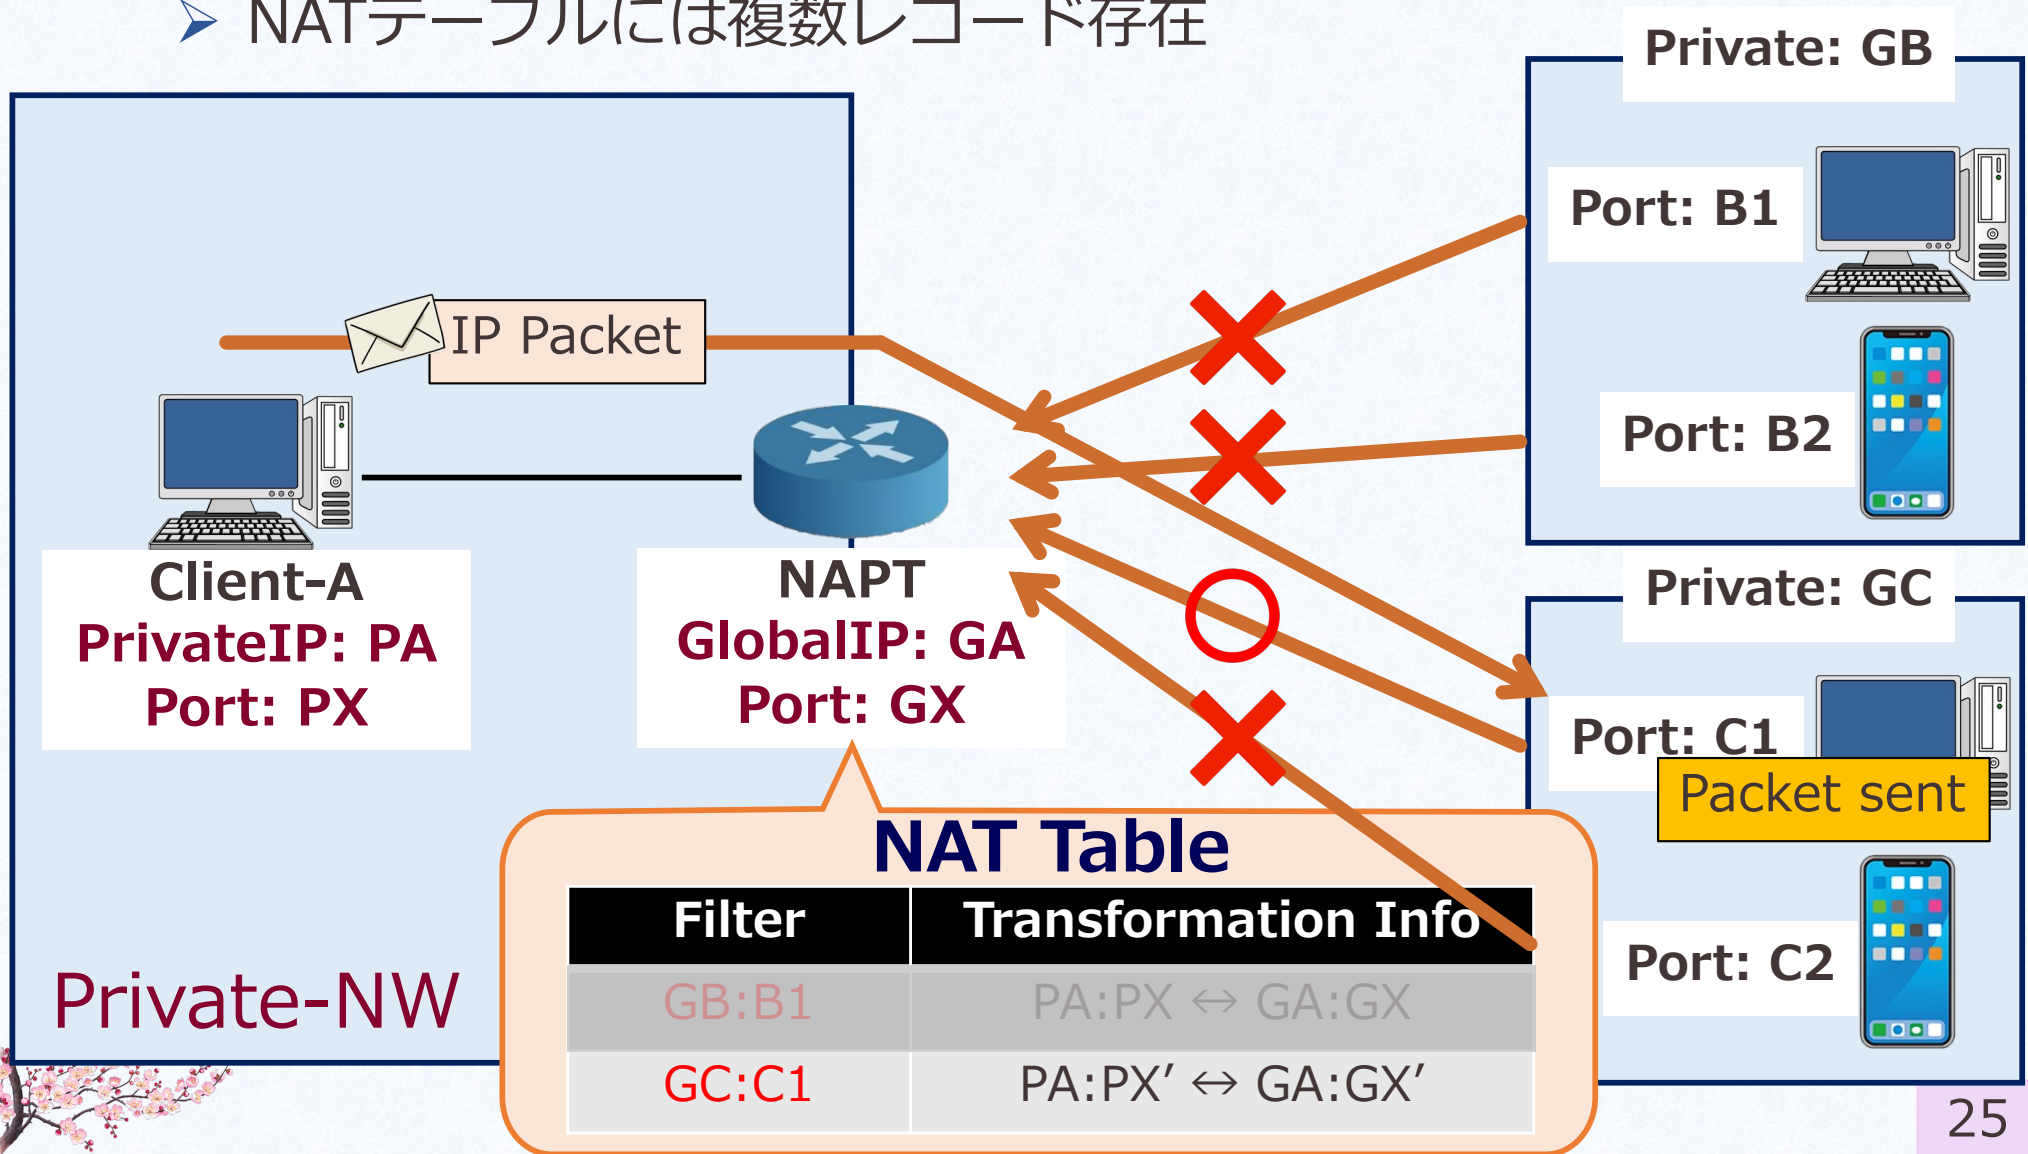 NATテーブルには複数レコード存在
Private: GB
Port: B1
IP Packet
Port: B2
Client-A
PrivateIP: PA
Port: PX
NAPT
GlobalIP: GA
Port: GX
Private: GC
Port: C1
Packet sent
NAT Table
Filter Transformation Info
GB:B1 PA:PX ↔ GA:GX
GC:C1 PA:PX′ ↔ GA:GX′
Port: C2
Private-NW
25